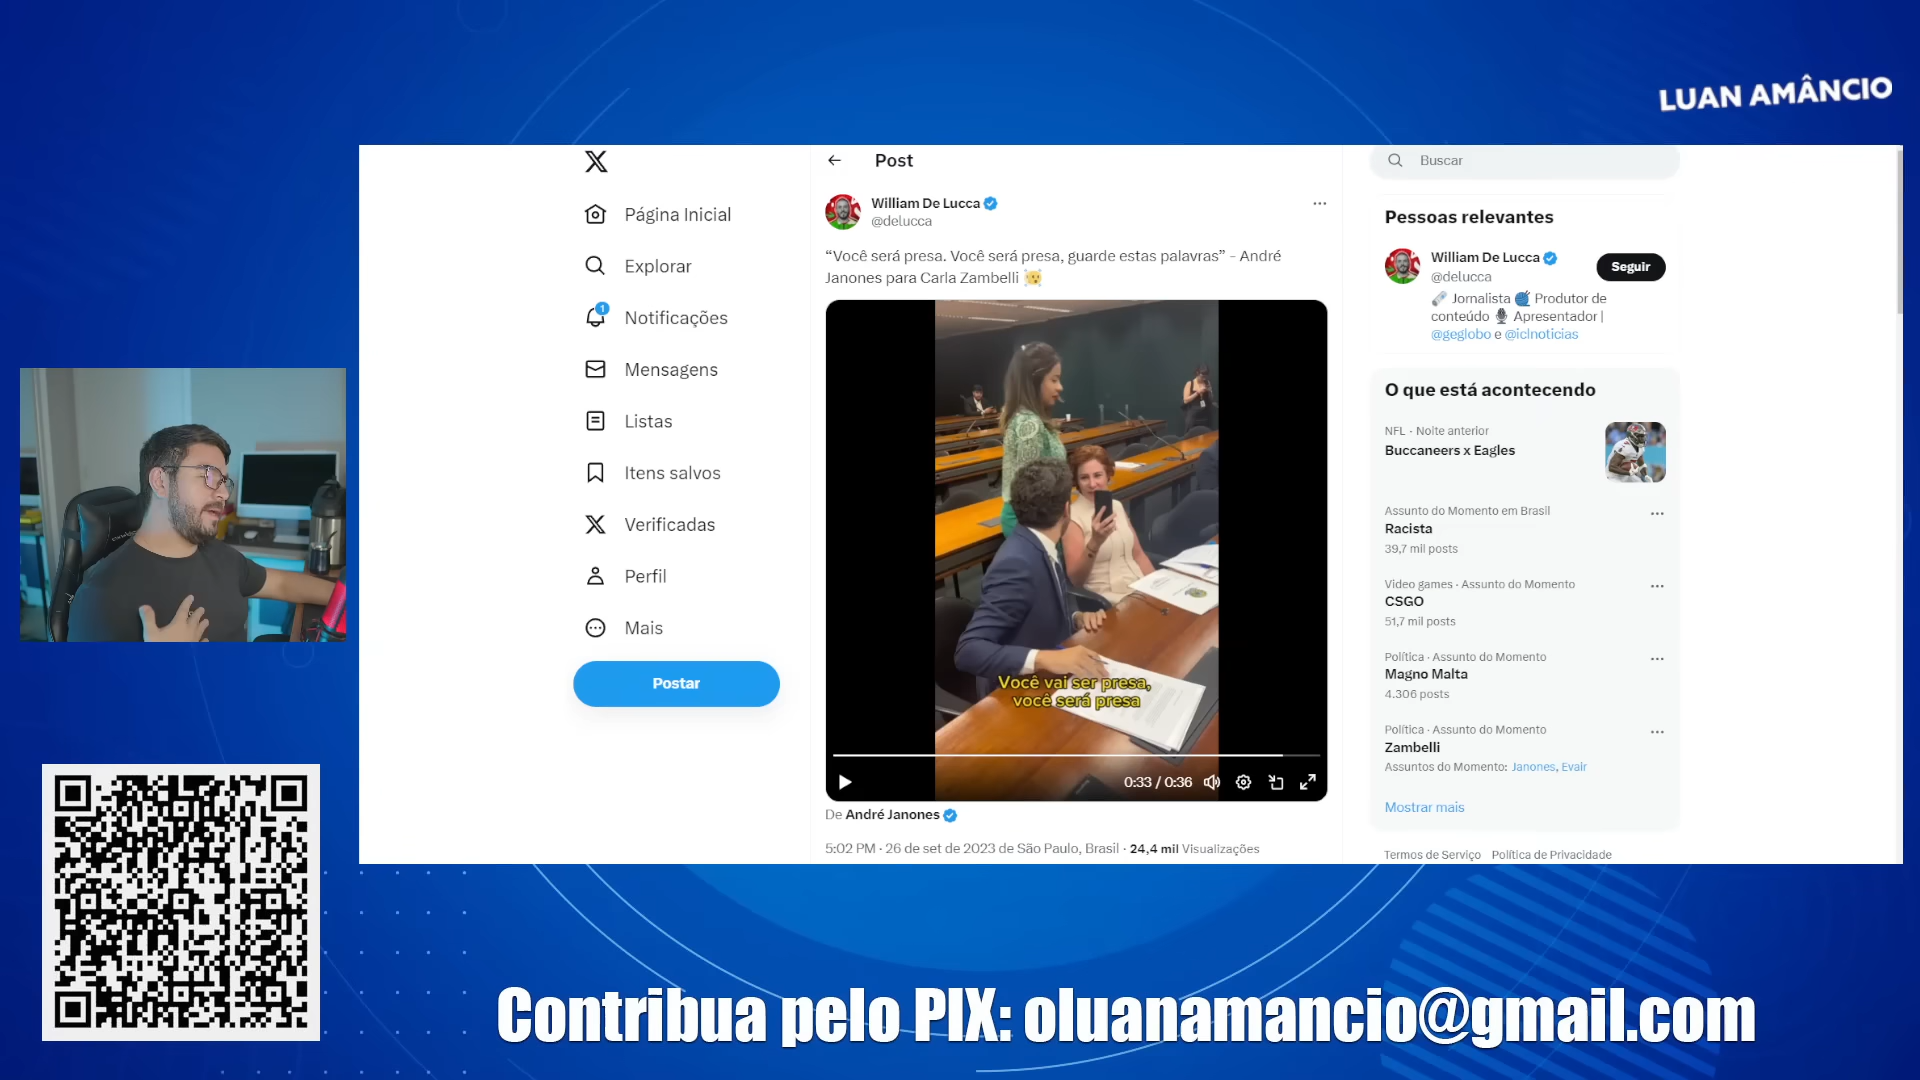 LUAN AMÂNCIO
Página Inicial
Explorar
1
Notificações
Mensagens
Listas
Itens salvos
Verificadas
Perfil
Mais
Postar
Post
William De Lucca
@delucca
“Você será presa. Você será presa, guarde estas palavras” - André
Janones para Carla Zambelli
Você vai ser presa,
você será presa
0:33 / 0:36
De André Janones
5:02 PM · 26 de set de 2023 de São Paulo, Brasil · 24,4 mil Visualizações
Buscar
Pessoas relevantes
William De Lucca
@delucca
Seguir
Jornalista Produtor de
conteúdo Apresentador |
@geglobo e @iclnoticias
O que está acontecendo
NFL · Noite anterior
Buccaneers x Eagles
Assunto do Momento em Brasil
Racista
39,7 mil posts
Video games · Assunto do Momento
CSGO
51,7 mil posts
Política · Assunto do Momento
Magno Malta
4.306 posts
Política · Assunto do Momento
Zambelli
Assuntos do Momento: Janones, Evair
Mostrar mais
Termos de Serviço Política de Privacidade
Contribua pelo PIX: oluanamancio@gmail.com